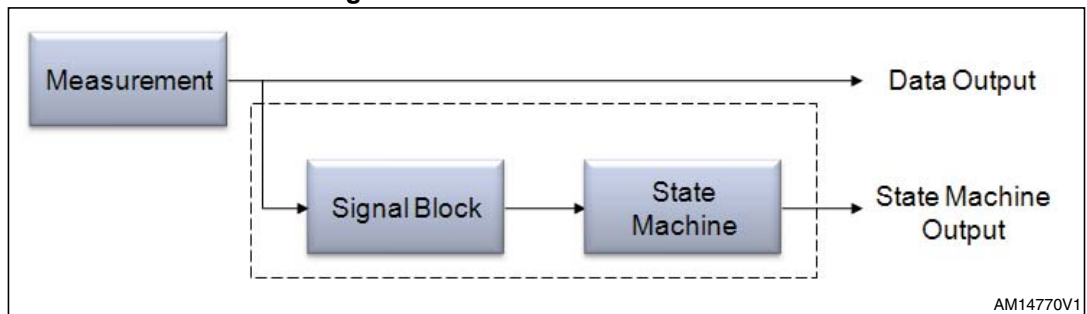 Measurement
Data Output
Signal Block
State
Machine
State Machine
Output
AM14770V1